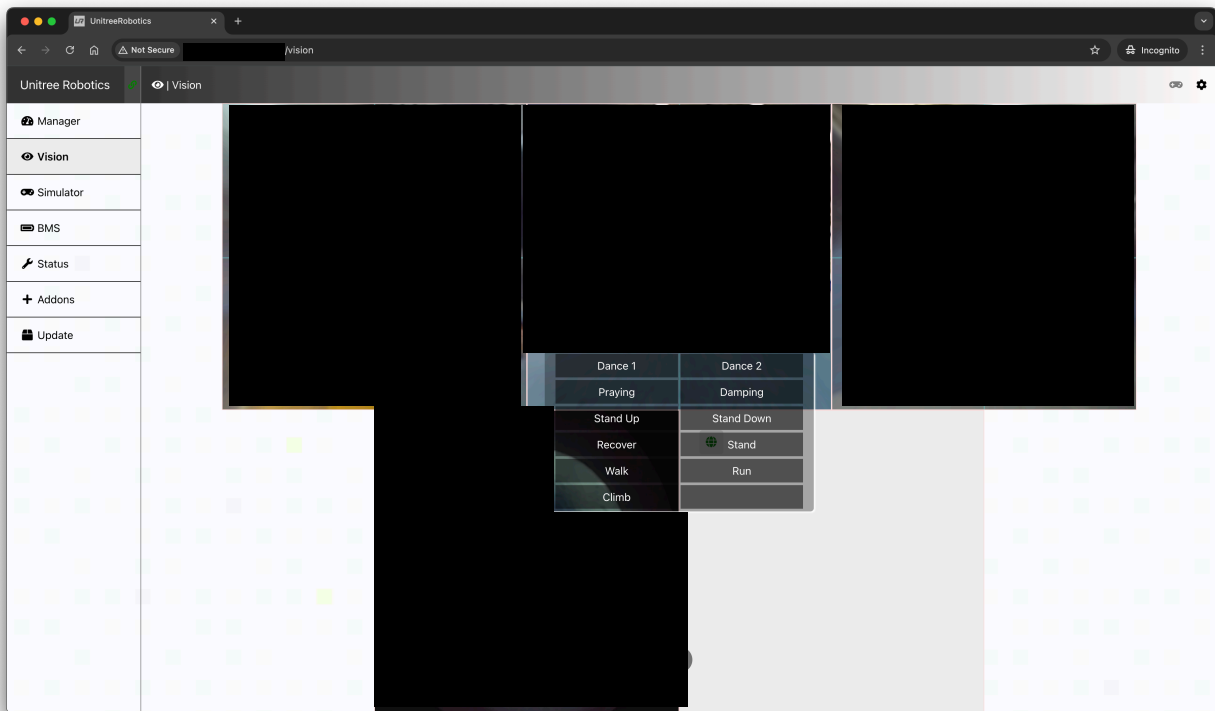 UnitreeRobotics
Not Secure /vision Incognito
Unitree Robotics | Vision
Manager
Vision
Simulator
BMS
Status
Addons
Update
Dance 1 Dance 2
Praying Damping
Stand Up Stand Down
Recover Stand
Walk Run
Climb